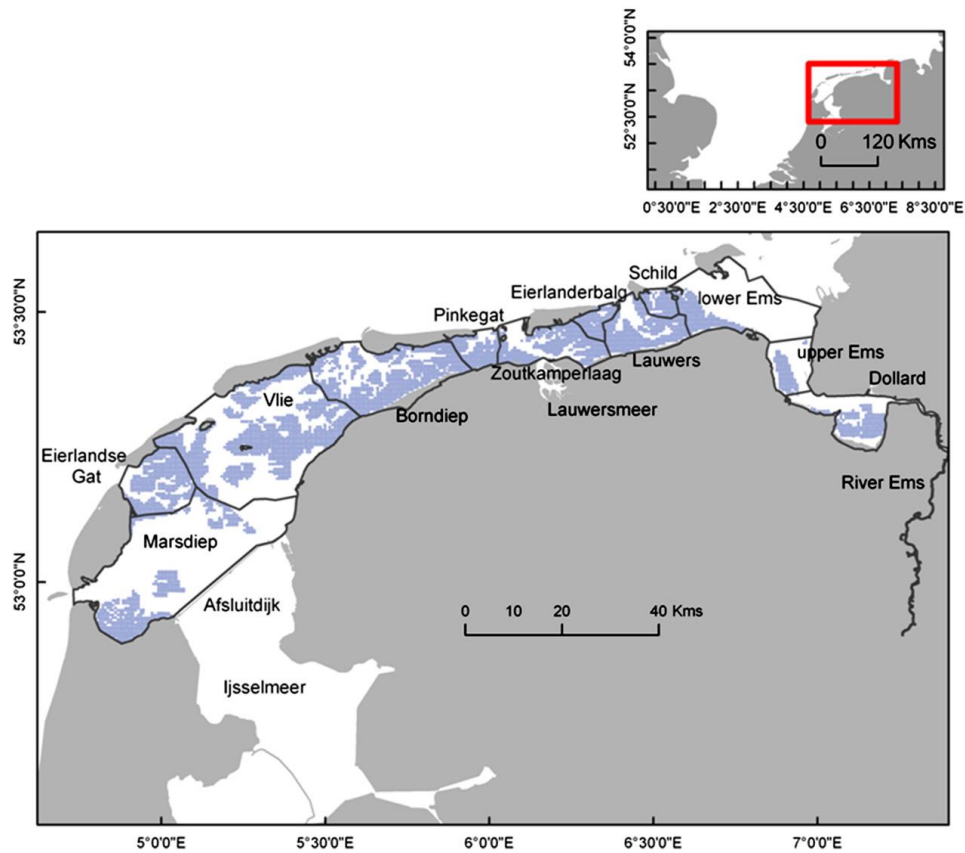 54°0'0"N
52°30'0"N
0 120 Kms
0°30'0"E 2°30'0"E 4°30'0"E 6°30'0"E 8°30'0"E
53°30'0"N
53°0'0"N
Schild
Eierlanderbalg
lower Ems
Pinkegat
upper Ems
Lauwers
Zoutkamperlaag
Dollard
Vlie
Borndiep
Lauwersmeer
Eierlandse
Gat
River Ems
Marsdiep
Afsluitdijk
0 10 20 40 Kms
Ijsselmeer
5°0'0"E 5°30'0"E 6°0'0"E 6°30'0"E 7°0'0"E